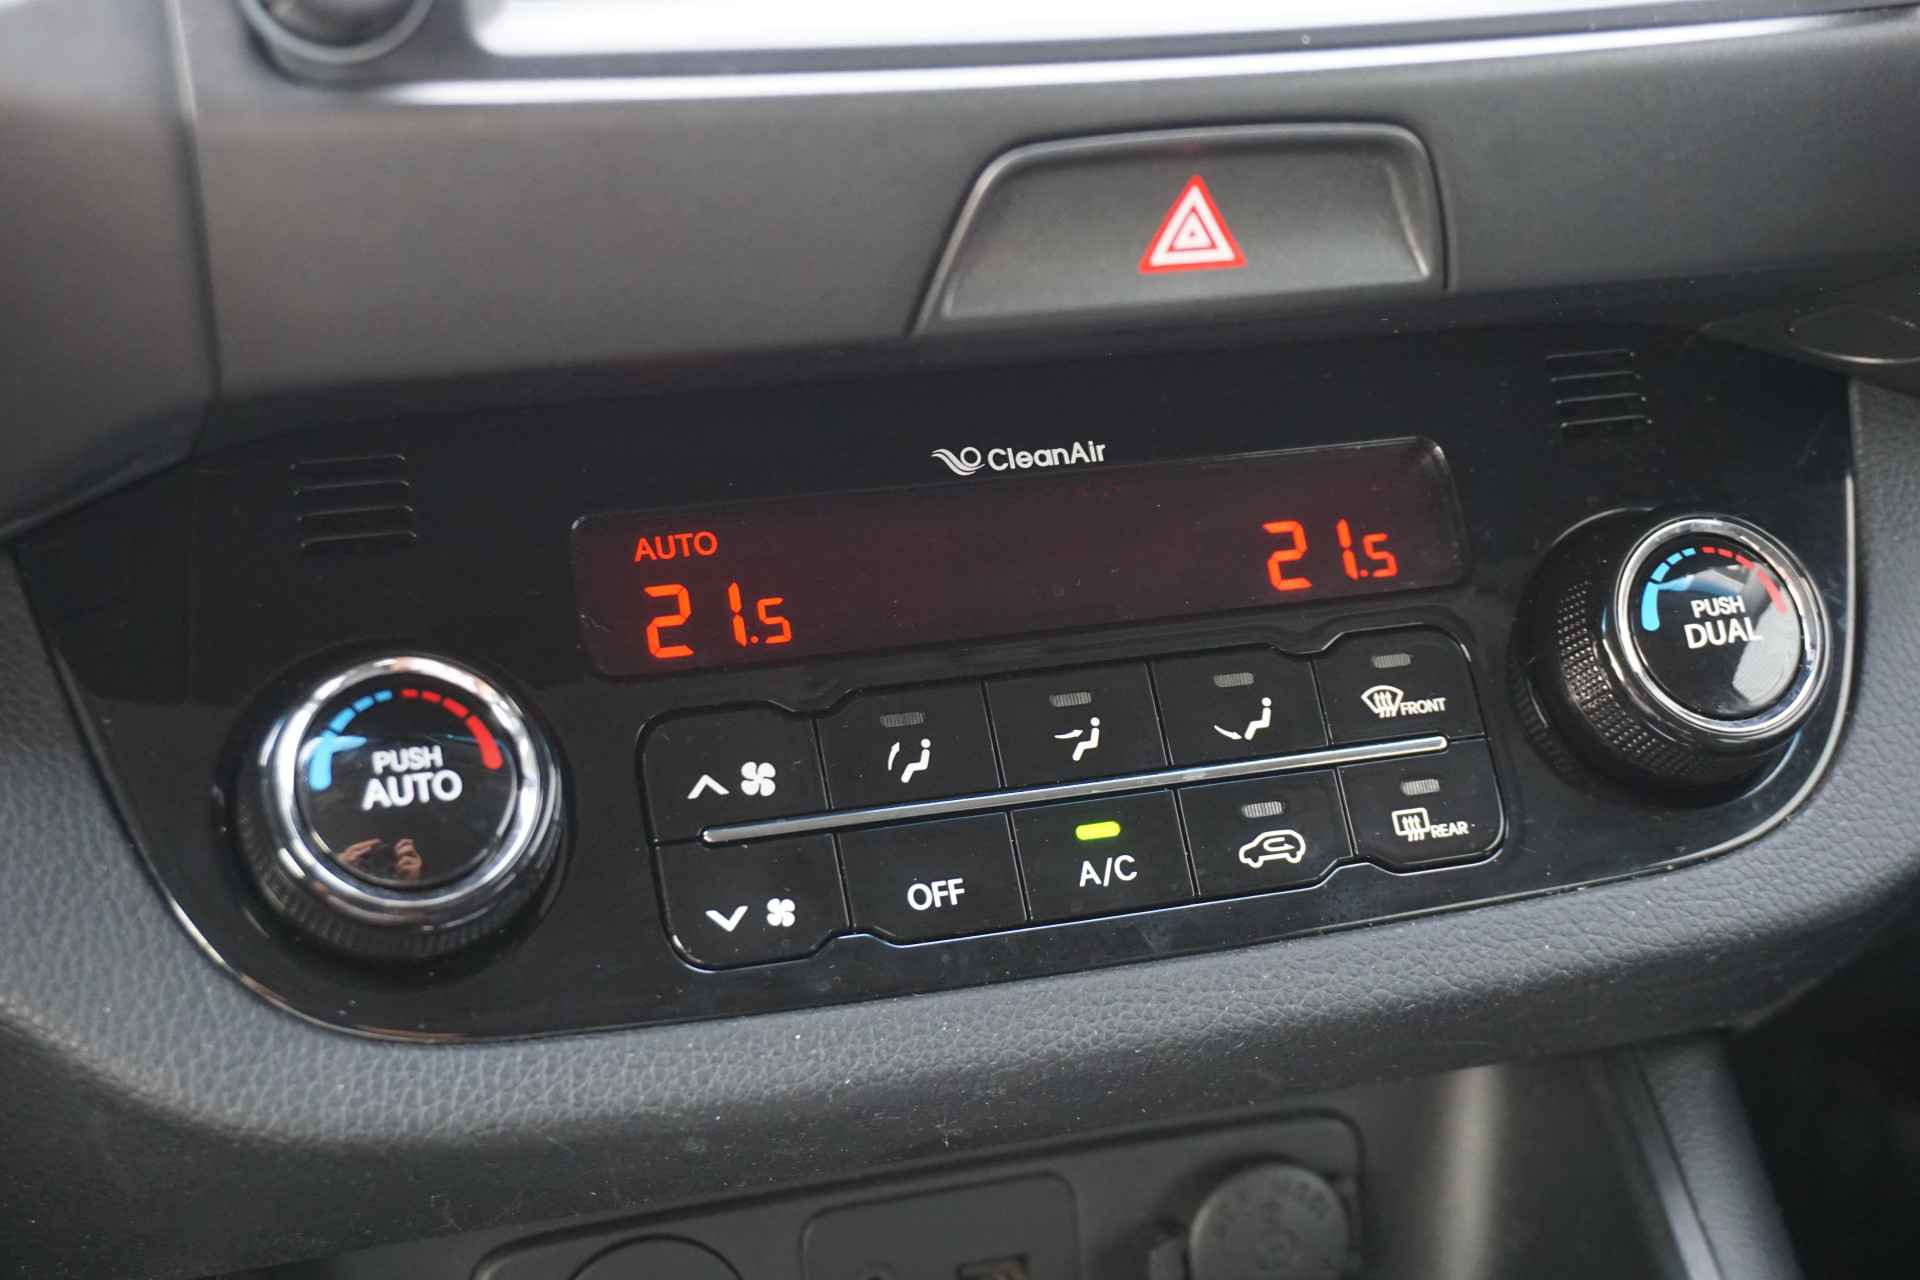 CleanAir
AUTO
21.5
21.5
PUSH
AUTO
PUSH
DUAL
FRONT
OFF
A/C
REAR